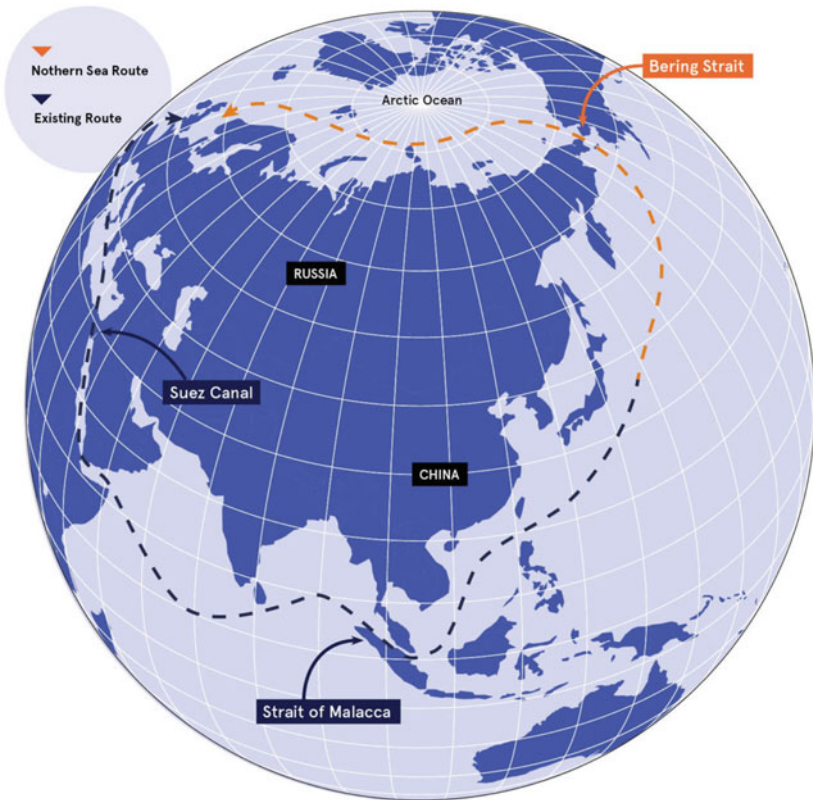 Nothern Sea Route
Existing Route
Bering Strait
Arctic Ocean
RUSSIA
Suez Canal
CHINA
Strait of Malacca